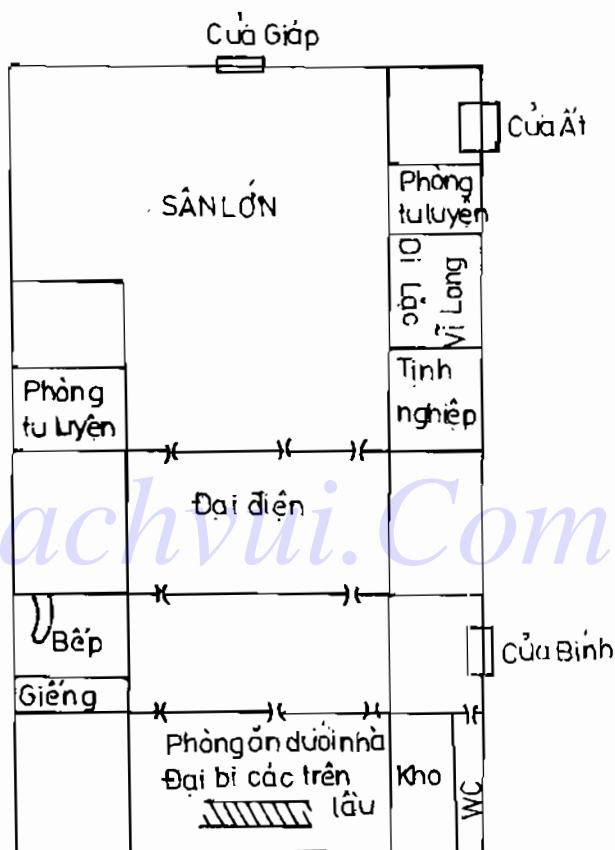 Cửa Giáp
Cửa Ất
SÂN LỚN
Phòng
tu luyện
Di Lặc
Vĩ Lang
Phòng
tu luyện
Tịnh
nghiệp
Đại điện
achvui.Com
Bếp
Cửa Bính
Giếng
Phòng ăn dưới nhà
Đại bi các trên
lầu
Kho
WC